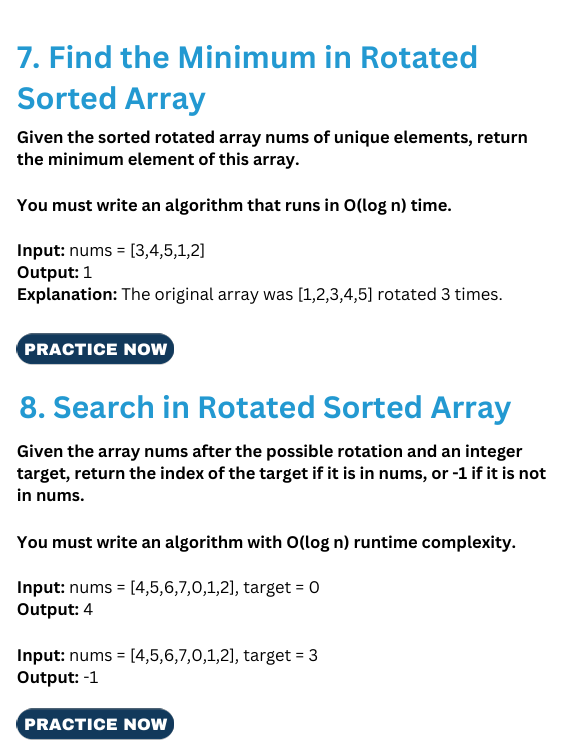 7. Find the Minimum in Rotated
Sorted Array
Given the sorted rotated array nums of unique elements, return
the minimum element of this array.
You must write an algorithm that runs in O(log n) time.
Input: nums = [3,4,5,1,2]
Output: 1
Explanation: The original array was [1,2,3,4,5] rotated 3 times.
PRACTICE NOW
8. Search in Rotated Sorted Array
Given the array nums after the possible rotation and an integer
target, return the index of the target if it is in nums, or -1 if it is not
in nums.
You must write an algorithm with O(log n) runtime complexity.
Input: nums = [4,5,6,7,0,1,2], target = 0
Output: 4
Input: nums = [4,5,6,7,0,1,2], target = 3
Output: -1
PRACTICE NOW